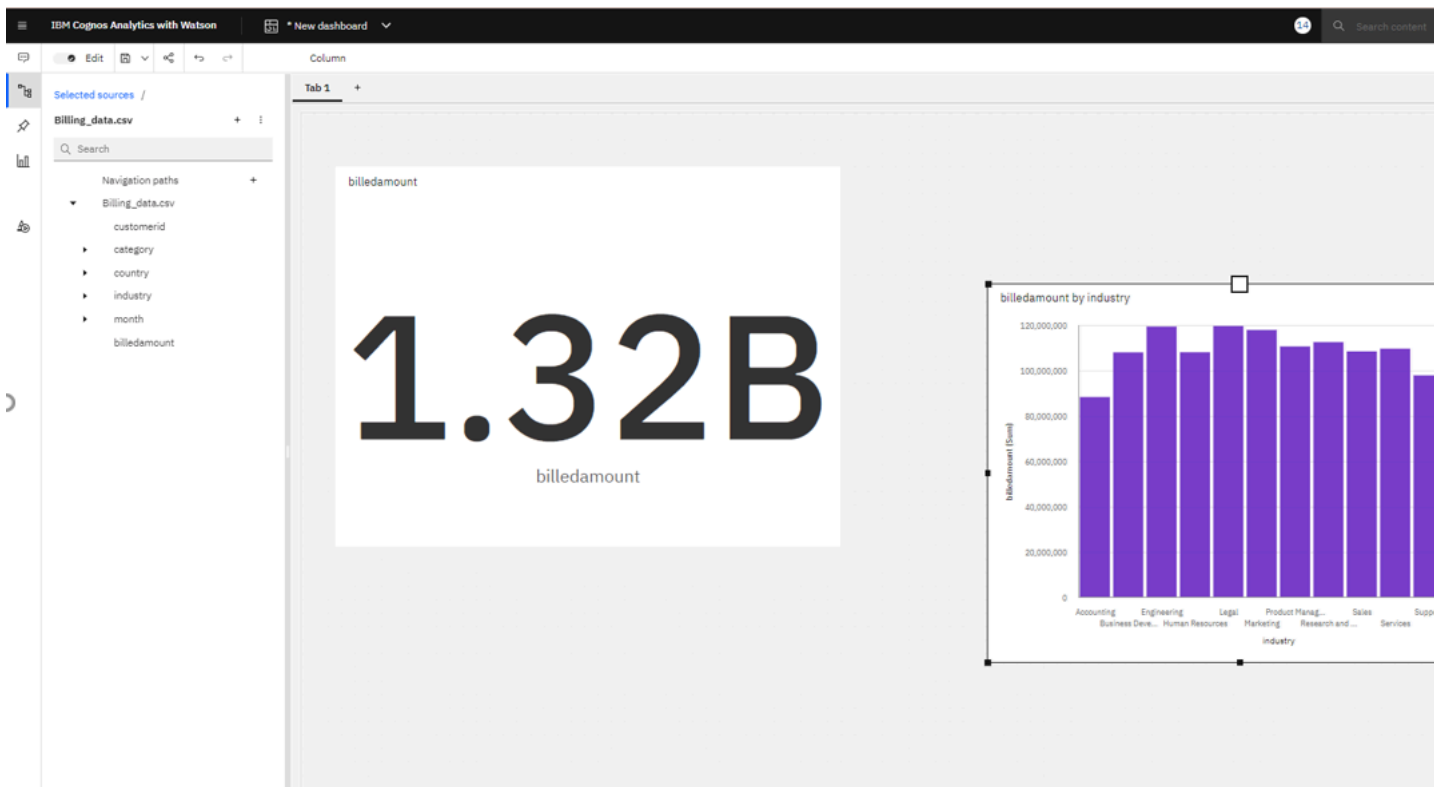 IBM Cognos Analytics with Watson
* New dashboard
14
Search content
Edit
Column
Selected sources /
Tab 1 +
Billing_data.csv
Search
Navigation paths
Billing_data.csv
customerid
category
country
industry
month
billedamount
billedamount
1.32B
billedamount
billedamount by industry
billedamount (Sum)
120,000,000
100,000,000
80,000,000
60,000,000
40,000,000
20,000,000
0
Accounting Engineering Legal Product Manag... Sales Supp
Business Deve... Human Resources Marketing Research and ... Services
industry